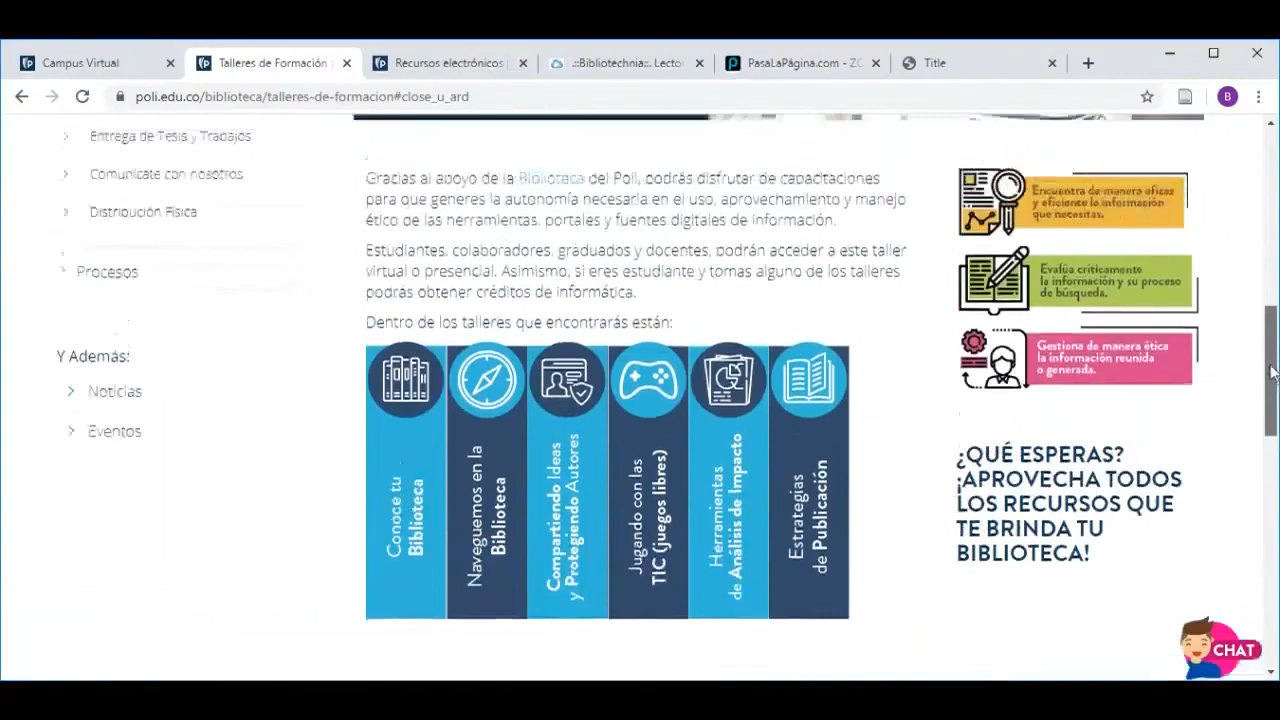 Campus Virtual
Talleres de Formación
Recursos electrónicos
.::Bibliotechnia::. Lecto
PasaLaPágina.com - ZO
Title
poli.edu.co/biblioteca/talleres-de-formacion#close_u_ard
B
Entrega de Tesis y Trabajos
Comunícate con nosotros
Distribución Física
Procesos
Y Además:
Noticias
Eventos
Gracias al apoyo de la Biblioteca del Poli, podrás disfrutar de capacitaciones
para que generes la autonomía necesaria en el uso, aprovechamiento y manejo
ético de las herramientas, portales y fuentes digitales de información.
Estudiantes, colaboradores, graduados y docentes, podrán acceder a este taller
virtual o presencial. Asimismo, si eres estudiante y tomas alguno de los talleres
podrás obtener créditos de informática.
Dentro de los talleres que encontrarás están:
Conoce tu
Biblioteca
Naveguemos en la
Biblioteca
Compartiendo Ideas
y Protegiendo Autores
Jugando con las
TIC (juegos libres)
Herramientas
de Análisis de Impacto
Estrategias
de Publicación
Encuentra de manera eficaz
y eficiente la información
que necesitas.
Evalúa críticamente
la información y su proceso
de búsqueda.
Gestiona de manera ética
la información reunida
o generada.
¿QUÉ ESPERAS?
¡APROVECHA TODOS
LOS RECURSOS QUE
TE BRINDA TU
BIBLIOTECA!
CHAT